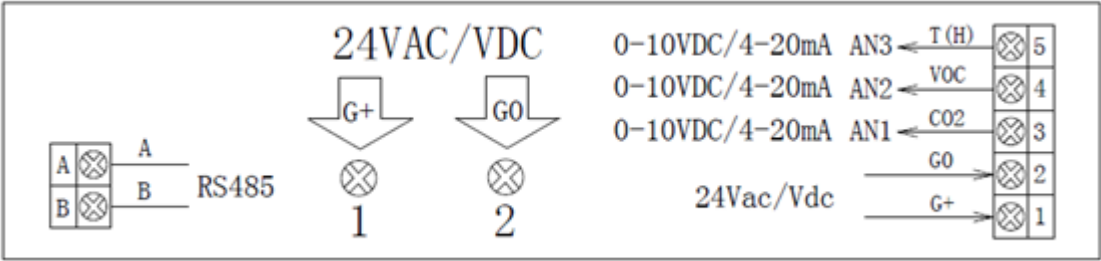 24VAC/VDC
G+ G0
1 2
A A
B B
RS485
0-10VDC/4-20mA AN3 T(H) 5
0-10VDC/4-20mA AN2 VOC 4
0-10VDC/4-20mA AN1 CO2 3
24Vac/Vdc
G0 2
G+ 1